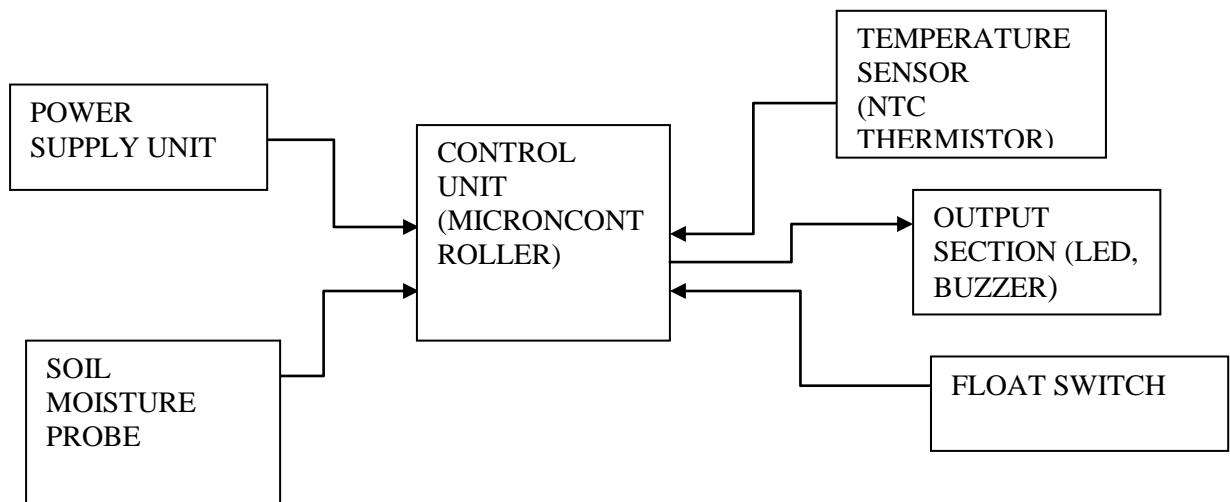 POWER
SUPPLY UNIT
SOIL
MOISTURE
PROBE
CONTROL
UNIT
(MICRONCONT
ROLLER)
TEMPERATURE
SENSOR
(NTC
THERMISTOR)
OUTPUT
SECTION (LED,
BUZZER)
FLOAT SWITCH